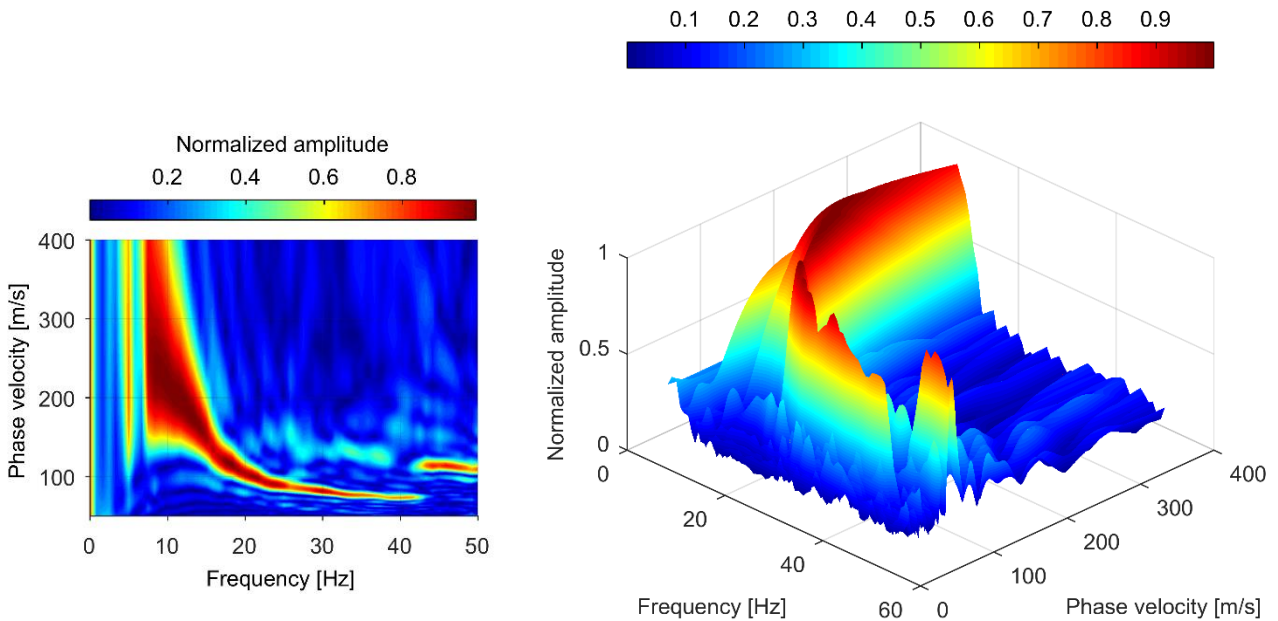 Normalized amplitude
0.2 0.4 0.6 0.8
400
300
200
100
Phase velocity [m/s]
0 10 20 30 40 50
Frequency [Hz]
0.1 0.2 0.3 0.4 0.5 0.6 0.7 0.8 0.9
1
0.5
0
Normalized amplitude
0
20
40
60
Frequency [Hz]
0
100
200
300
400
Phase velocity [m/s]